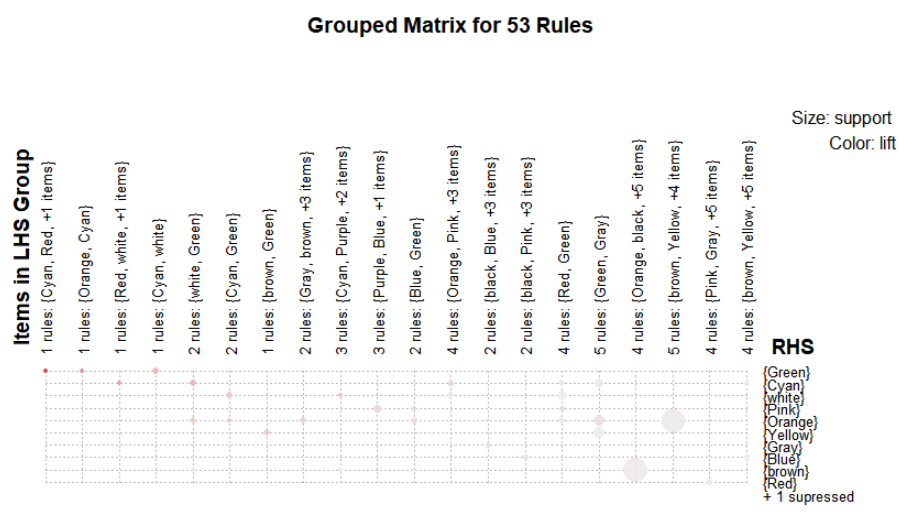 Grouped Matrix for 53 Rules
Size: support
Color: lift
Items in LHS Group
1 rules: {Cyan, Red, +1 items}
1 rules: {Orange, Cyan}
1 rules: {Red, white, +1 items}
1 rules: {Cyan, white}
2 rules: {white, Green}
2 rules: {Cyan, Green}
1 rules: {brown, Green}
2 rules: {Gray, brown, +3 items}
3 rules: {Cyan, Purple, +2 items}
3 rules: {Purple, Blue, +1 items}
2 rules: {Blue, Green}
4 rules: {Orange, Pink, +3 items}
2 rules: {black, Blue, +3 items}
2 rules: {black, Pink, +3 items}
4 rules: {Red, Green}
5 rules: {Green, Gray}
4 rules: {Orange, black, +5 items}
5 rules: {brown, Yellow, +4 items}
4 rules: {Pink, Gray, +5 items}
4 rules: {brown, Yellow, +5 items}
RHS
{Green}
{Cyan}
{white}
{Pink}
{Orange}
{Yellow}
{Gray}
{Blue}
{brown}
{Red}
+ 1 supressed